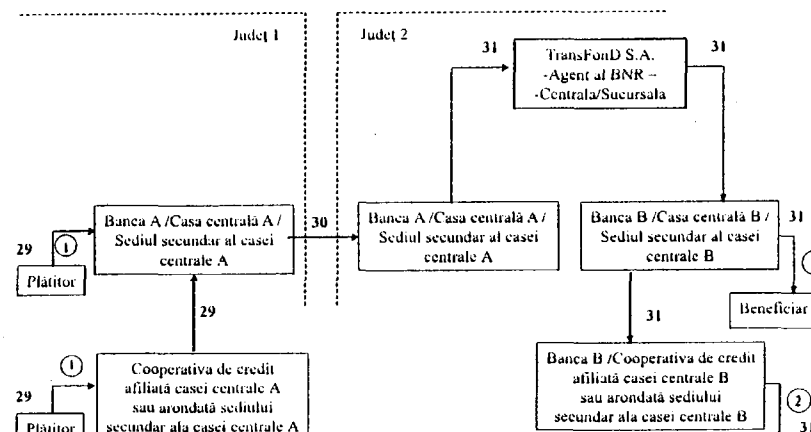 Județ 1
Județ 2
31
TransFonD S.A.
-Agent al BNR –
-Centrala/Sucursala
31
29
1
Plătitor
Banca A /Casa centrală A /
Sediul secundar al casei
centrale A
30
Banca A /Casa centrală A /
Sediul secundar al casei
centrale A
Banca B /Casa centrală B /
Sediul secundar al casei
centrale B
31
Beneficiar
29
31
29
1
Plătitor
Cooperativa de credit
afiliată casei centrale A
sau arondată sediului
secundar ala casei centrale A
Banca B /Cooperativa de credit
afiliată casei centrale B
sau arondată sediului
secundar ala casei centrale B
2